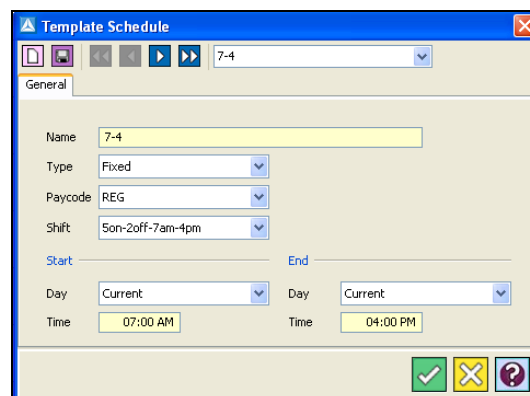 Template Schedule
7-4
General
Name 7-4
Type Fixed
Paycode REG
Shift 5on-2off-7am-4pm
Start End
Day Current Day Current
Time 07:00 AM Time 04:00 PM